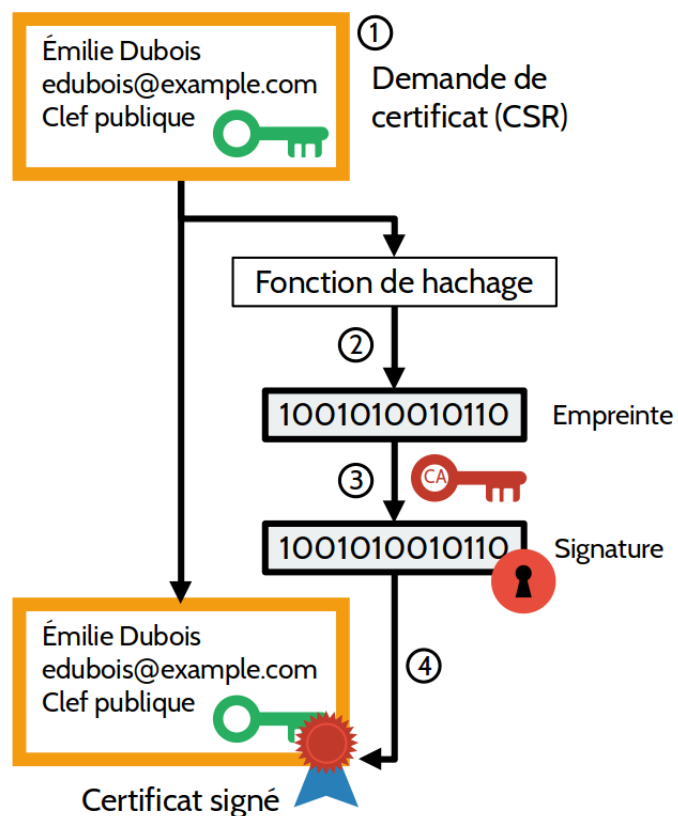 Émilie Dubois
edubois@example.com
Clef publique
1
Demande de
certificat (CSR)
Fonction de hachage
2
1001010010110
Empreinte
3
CA
1001010010110
Signature
Émilie Dubois
edubois@example.com
Clef publique
4
Certificat signé